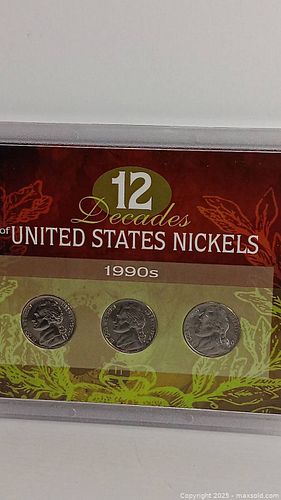 12
Decades
of UNITED STATES NICKELS
1990s
Copyright 2025 - maxsold.com